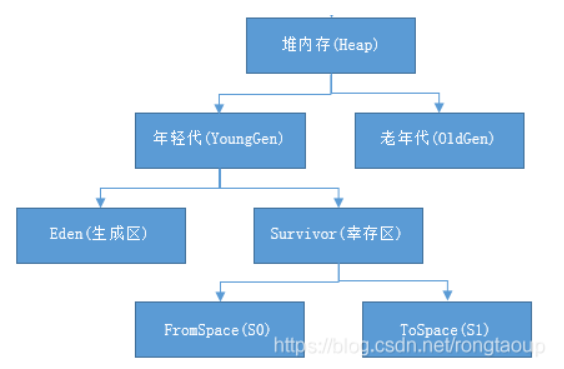 堆内存(Heap)
年轻代(YoungGen)
老年代(OldGen)
Eden(生成区)
Survivor(幸存区)
FromSpace(S0)
ToSpace(S1)
https://blog.csdn.net/rongtaoup